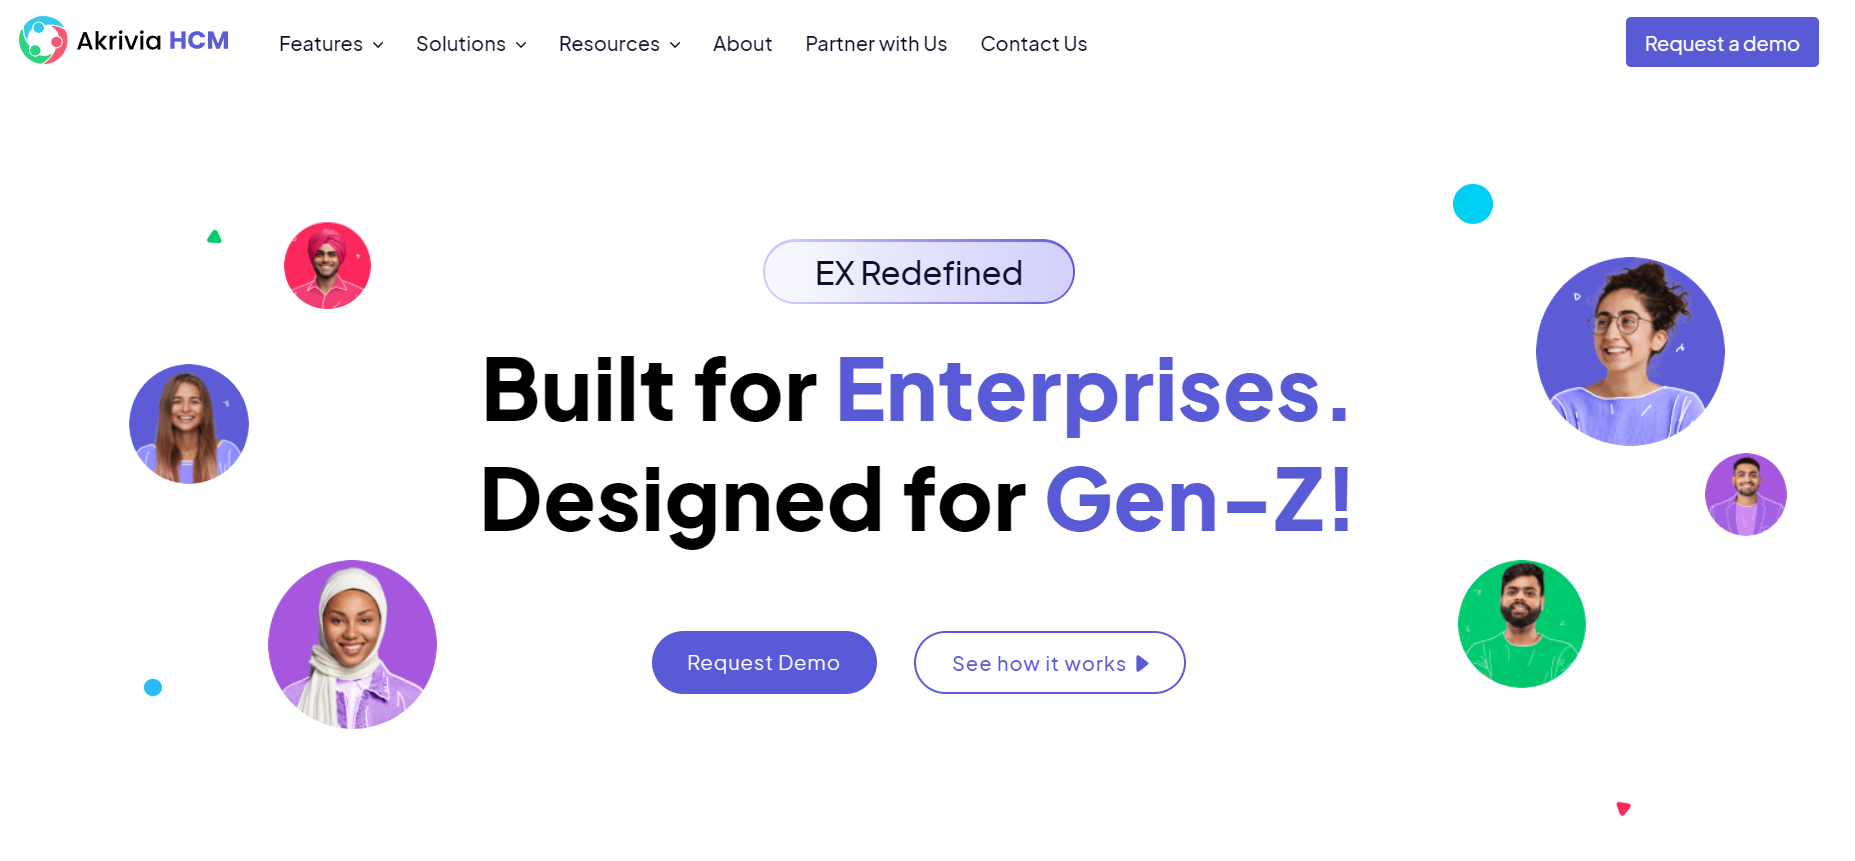 Akrivia HCM
Features
Solutions
Resources
About
Partner with Us
Contact Us
Request a demo
EX Redefined
Built for Enterprises.
Designed for Gen-Z!
Request Demo
See how it works